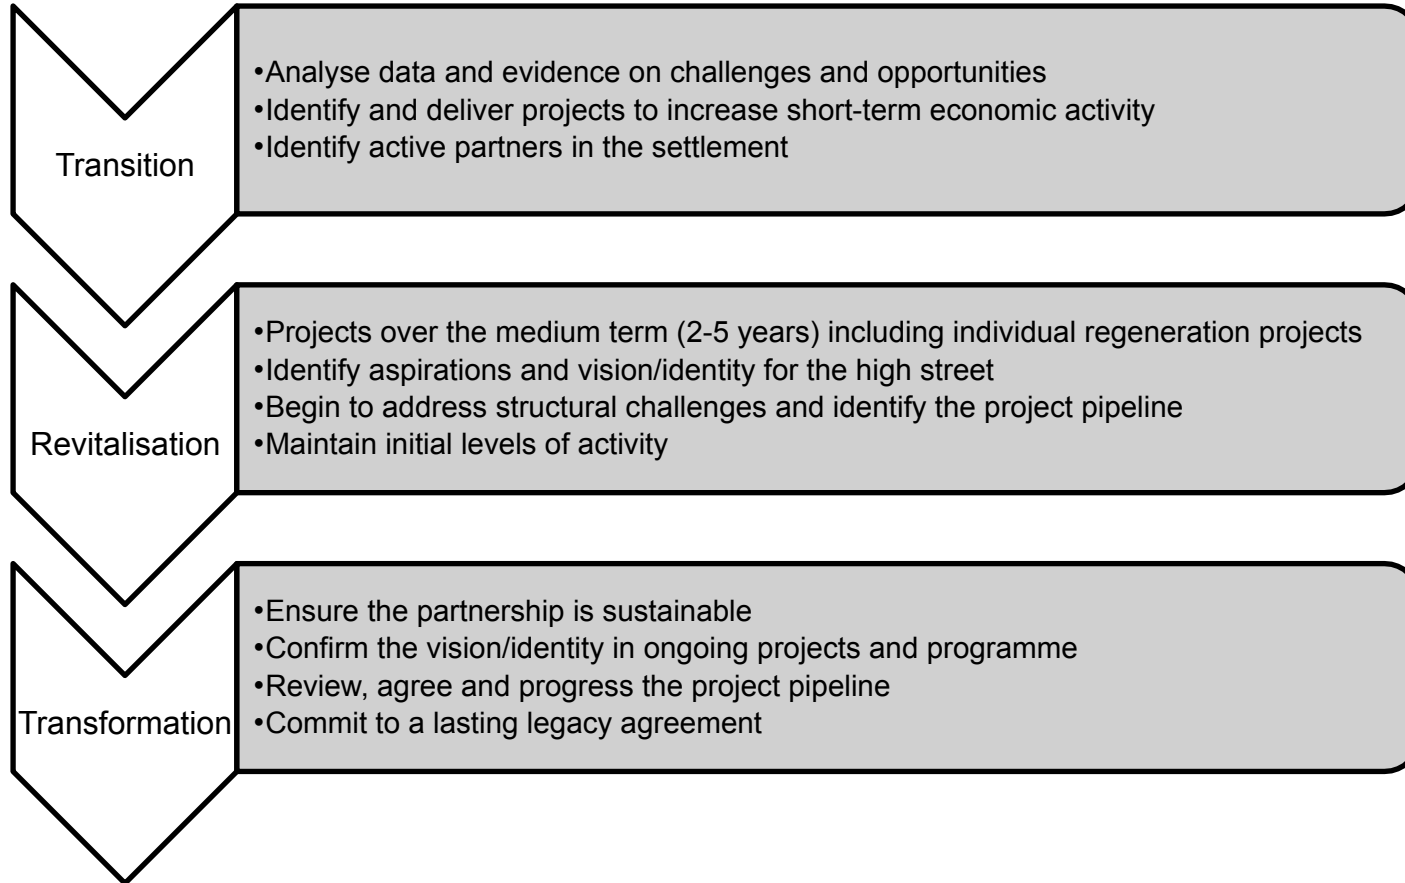 Transition
•Analyse data and evidence on challenges and opportunities
•Identify and deliver projects to increase short-term economic activity
•Identify active partners in the settlement
Revitalisation
•Projects over the medium term (2-5 years) including individual regeneration projects
•Identify aspirations and vision/identity for the high street
•Begin to address structural challenges and identify the project pipeline
•Maintain initial levels of activity
Transformation
•Ensure the partnership is sustainable
•Confirm the vision/identity in ongoing projects and programme
•Review, agree and progress the project pipeline
•Commit to a lasting legacy agreement